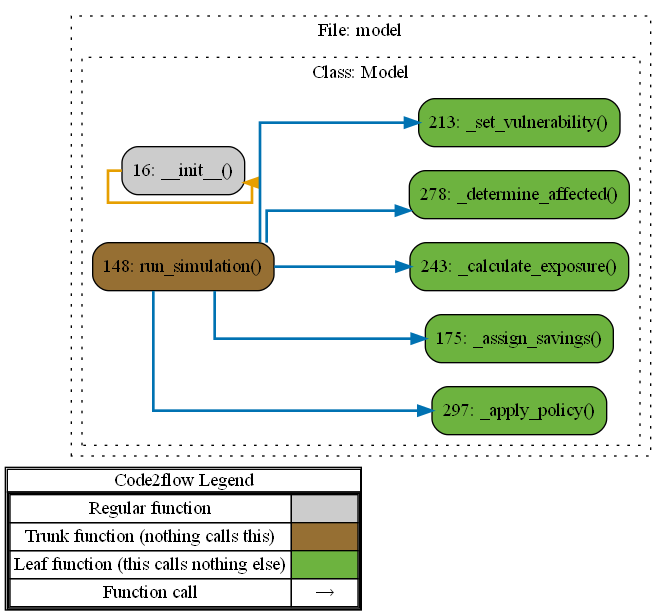 File: model
Class: Model
213: _set_vulnerability()
16: __init__()
278: _determine_affected()
148: run_simulation()
243: _calculate_exposure()
175: _assign_savings()
297: _apply_policy()
Code2flow Legend
Regular function
Trunk function (nothing calls this)
Leaf function (this calls nothing else)
Function call →